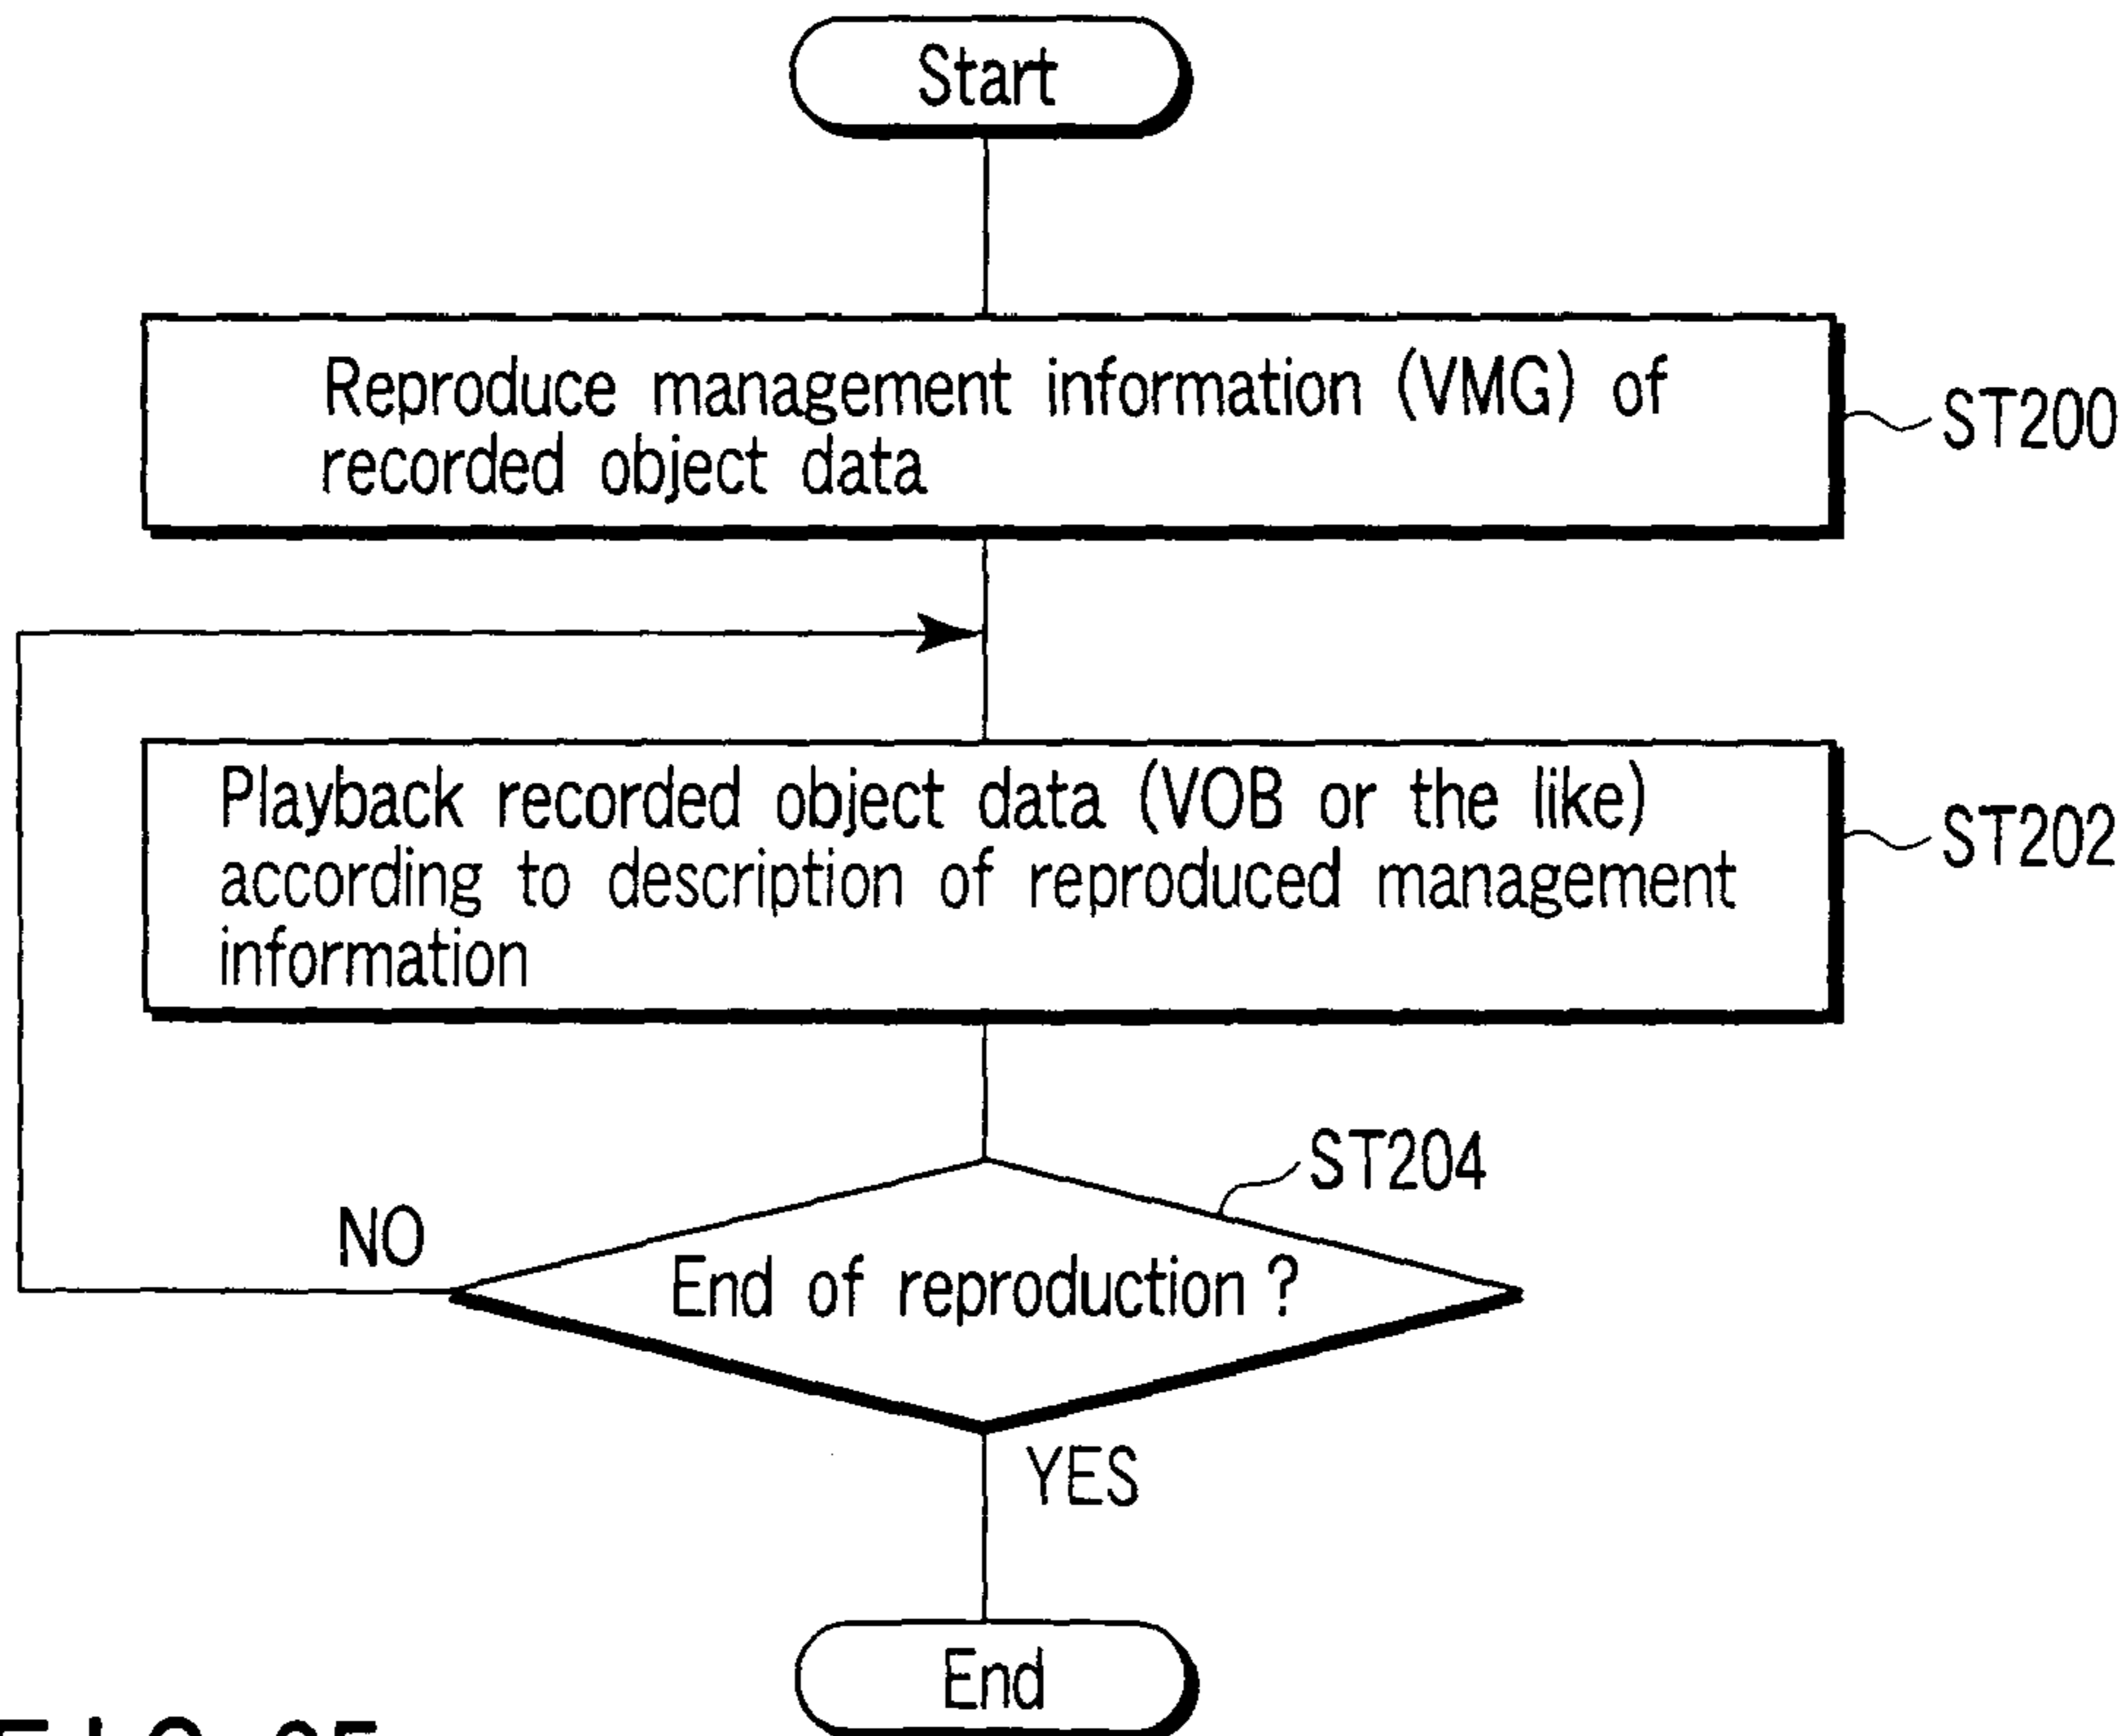 Start
Reproduce management information (VMG) of
recorded object data
ST200
Playback recorded object data (VOB or the like)
according to description of reproduced management
information
ST202
ST204
NO
End of reproduction ?
YES
End